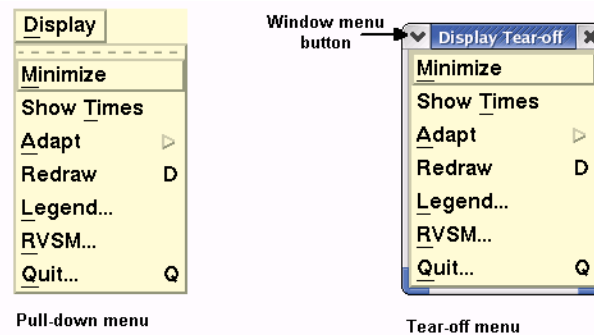 Display
Minimize
Show Times
Adapt
Redraw D
Legend...
RVSM...
Quit... Q
Pull-down menu
Window menu
button
Display Tear-off
Minimize
Show Times
Adapt
Redraw D
Legend...
RVSM...
Quit... Q
Tear-off menu